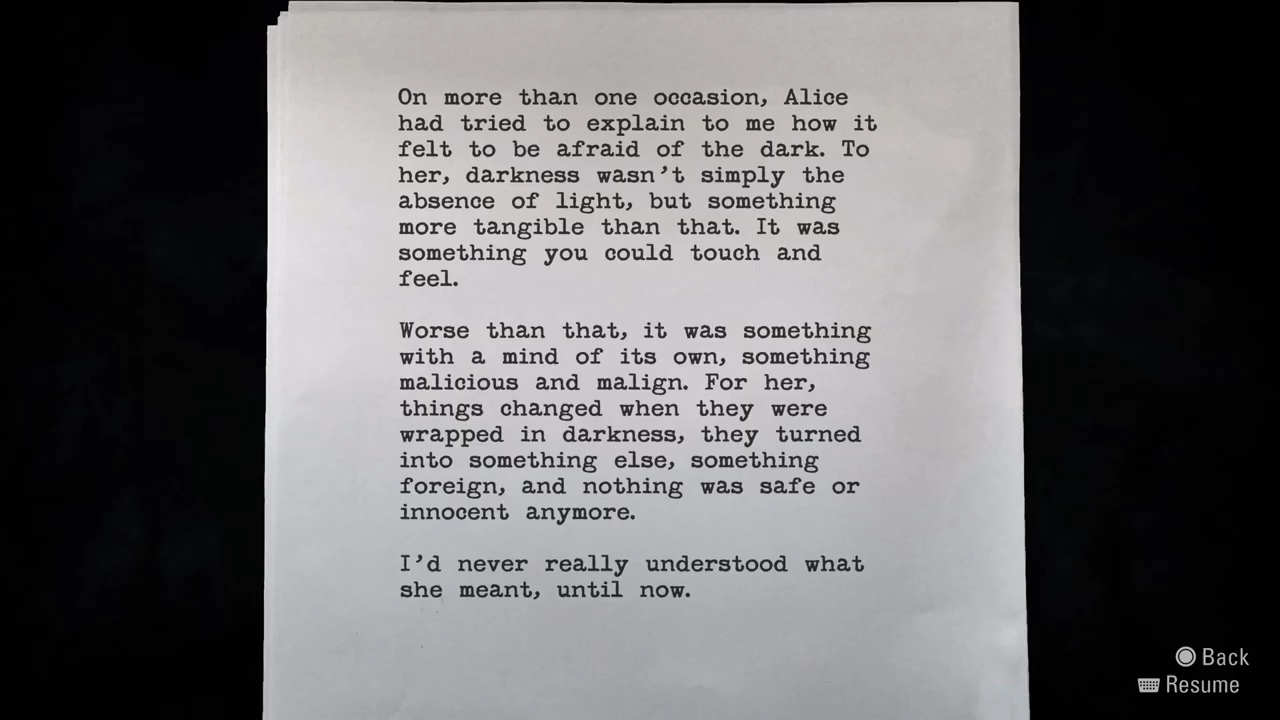 On more than one occasion, Alice
had tried to explain to me how it
felt to be afraid of the dark. To
her, darkness wasn't simply the
absence of light, but something
more tangible than that. It was
something you could touch and
feel.
Worse than that, it was something
with a mind of its own, something
malicious and malign. For her,
things changed when they were
wrapped in darkness, they turned
into something else, something
foreign, and nothing was safe or
innocent anymore.
I'd never really understood what
she meant, until now.
Back
Resume